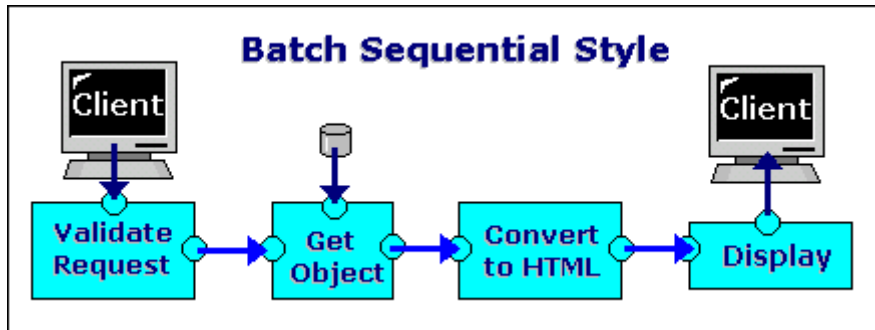 Batch Sequential Style
Client
Client
Validate
Request
Get
Object
Convert
to HTML
Display